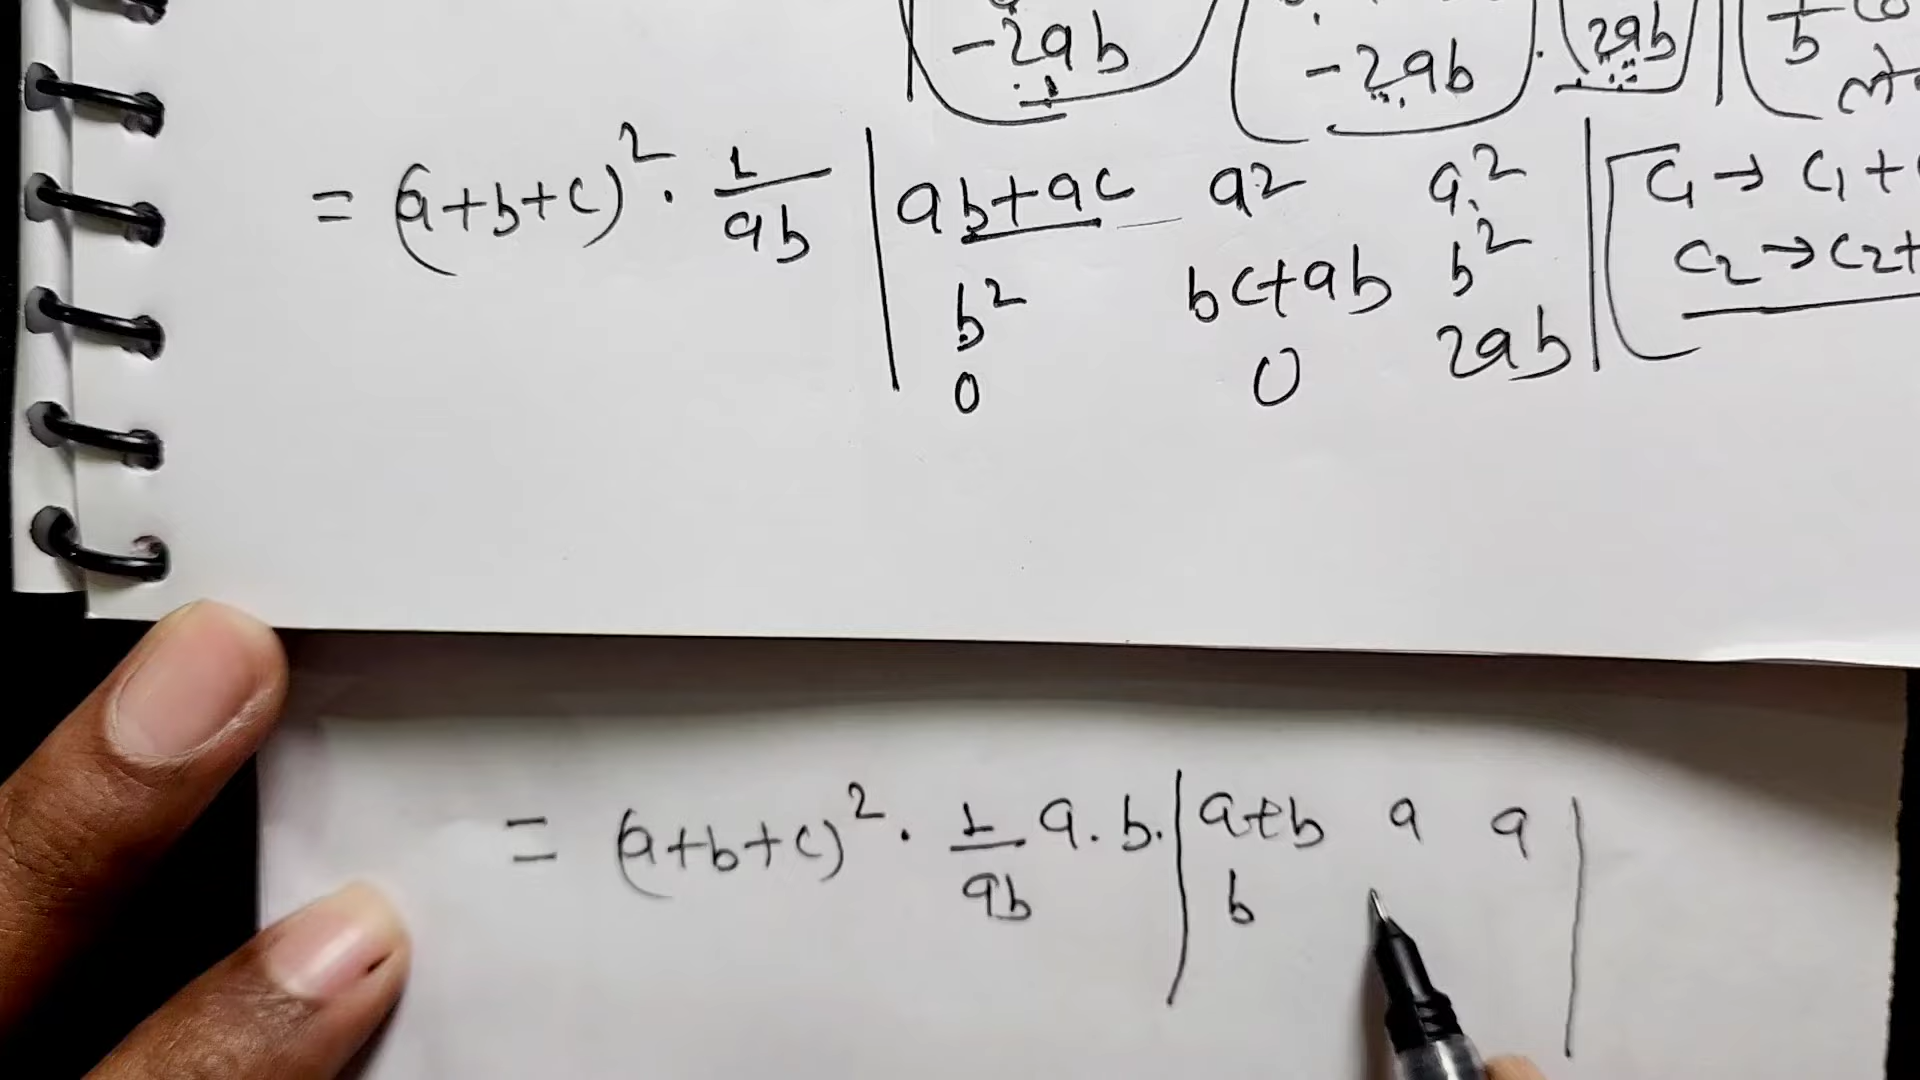 -2ab -2ab 2ab
= (a+b+c)² · 1/ab | ab+ac a² a² | C₁ → C₁ +
b² bc+ab b² C₂ → C₂+
0 0 2ab
= (a+b+c)² · 1/ab a · b · | a+b a a |
b